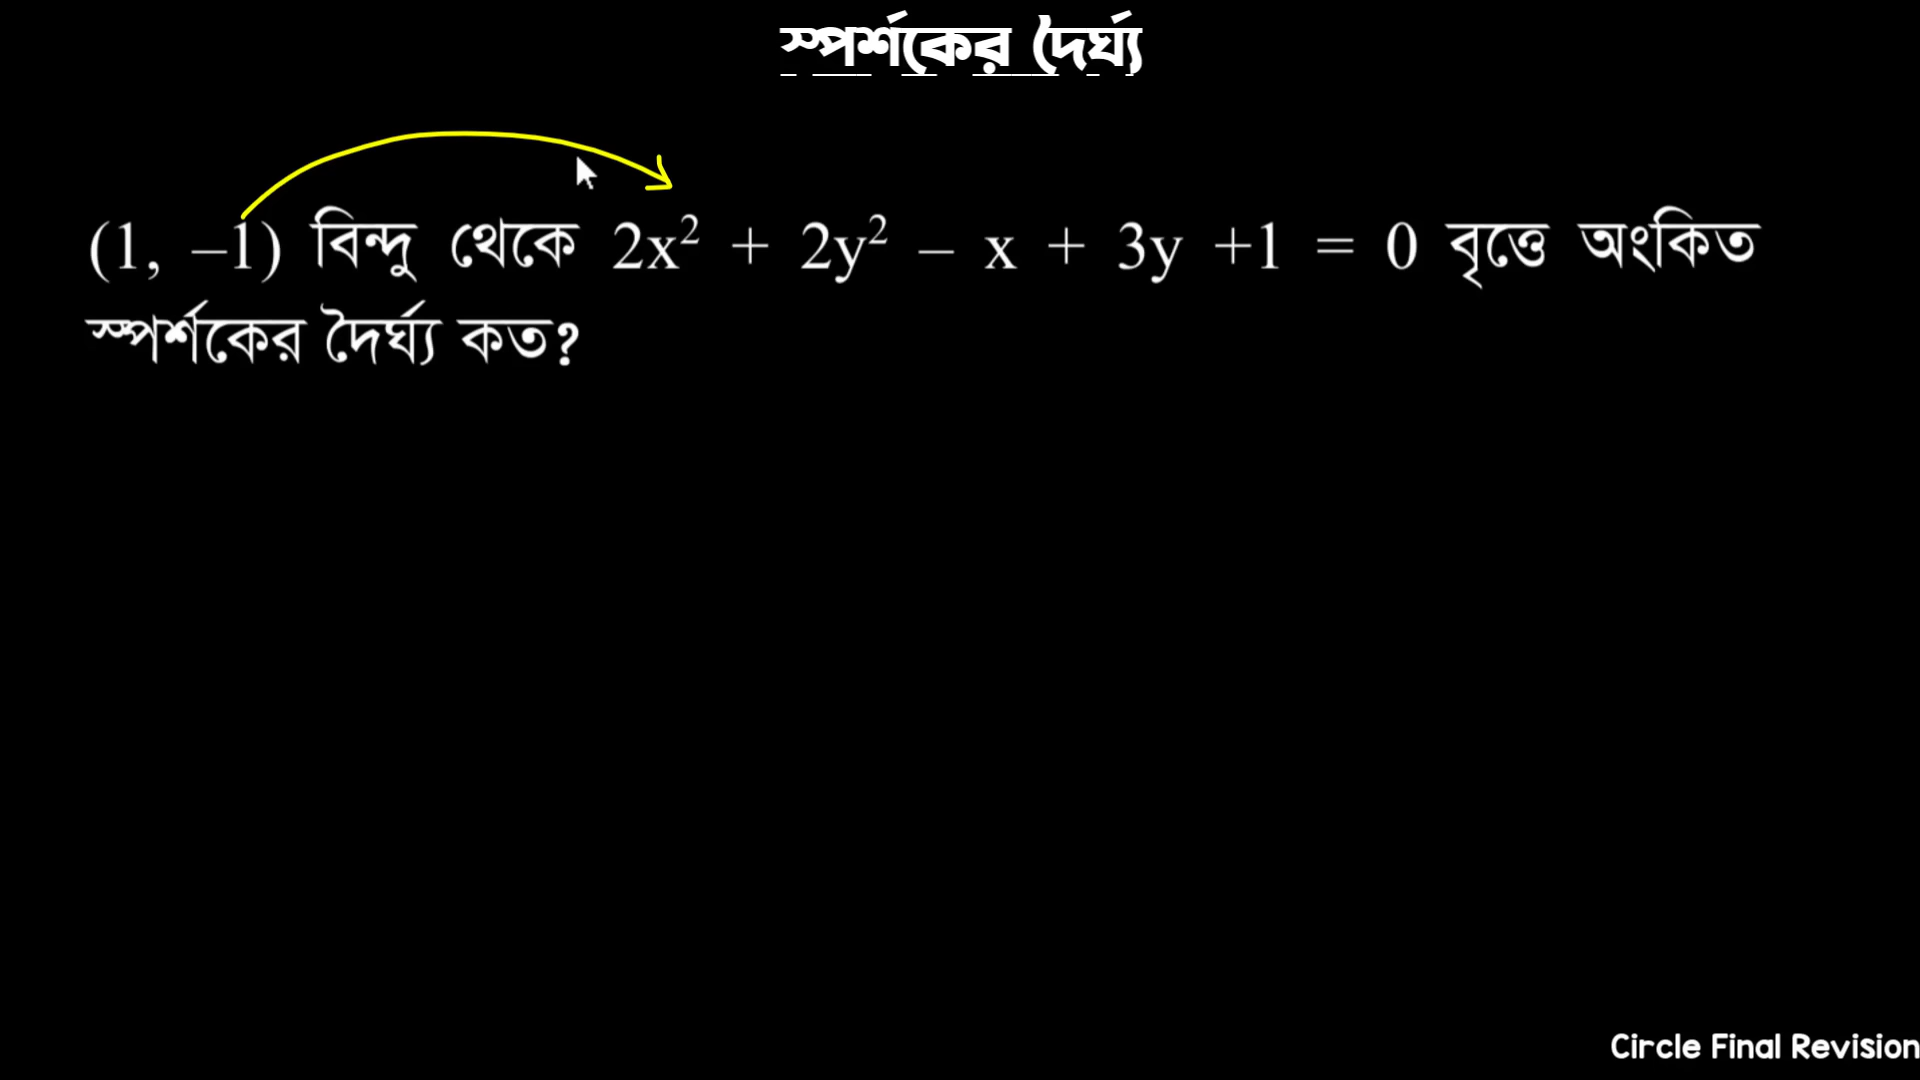 স্পর্শকের দৈর্ঘ্য
(1, –1) বিন্দু থেকে 2x² + 2y² – x + 3y +1 = 0 বৃত্তে অংকিত
স্পর্শকের দৈর্ঘ্য কত?
Circle Final Revision